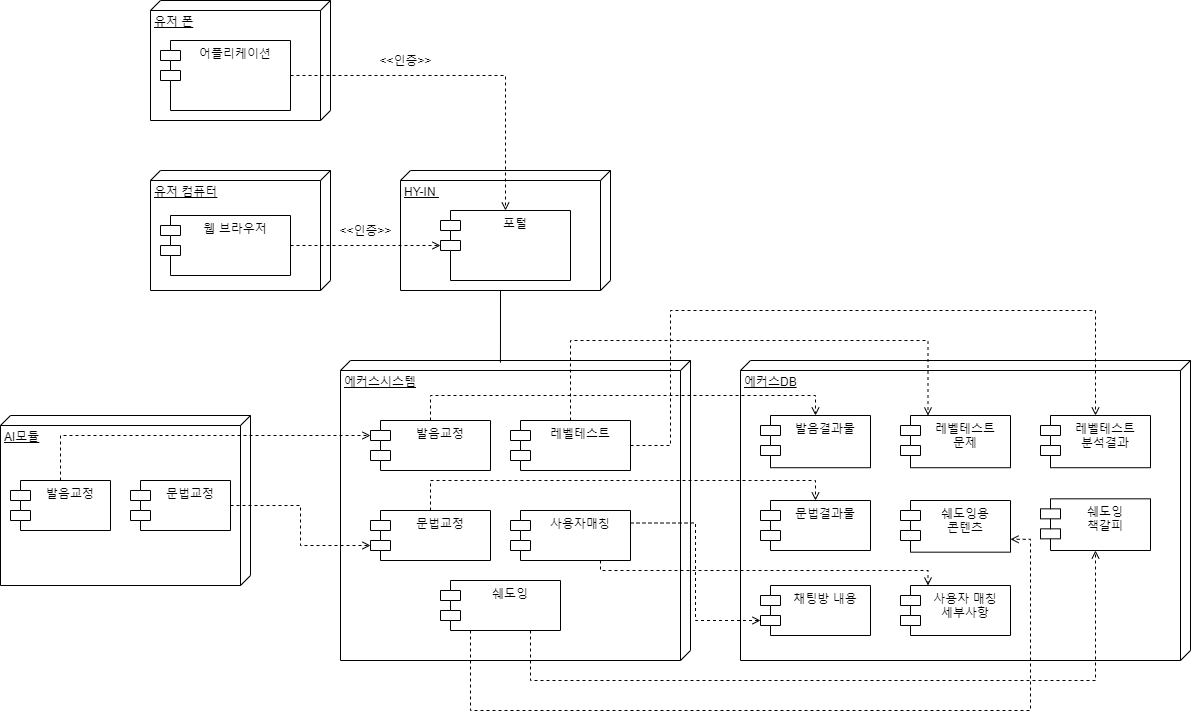 유저 폰
어플리케이션
<<인증>>
유저 컴퓨터
웹 브라우저
<<인증>>
HY-IN
포털
에커스시스템
발음교정
레벨테스트
문법교정
사용자매칭
쉐도잉
에커스DB
발음결과물
레벨테스트
문제
레벨테스트
분석결과
문법결과물
쉐도잉용
콘텐츠
쉐도잉
책갈피
채팅방 내용
사용자 매칭
세부사항
AI모듈
발음교정
문법교정